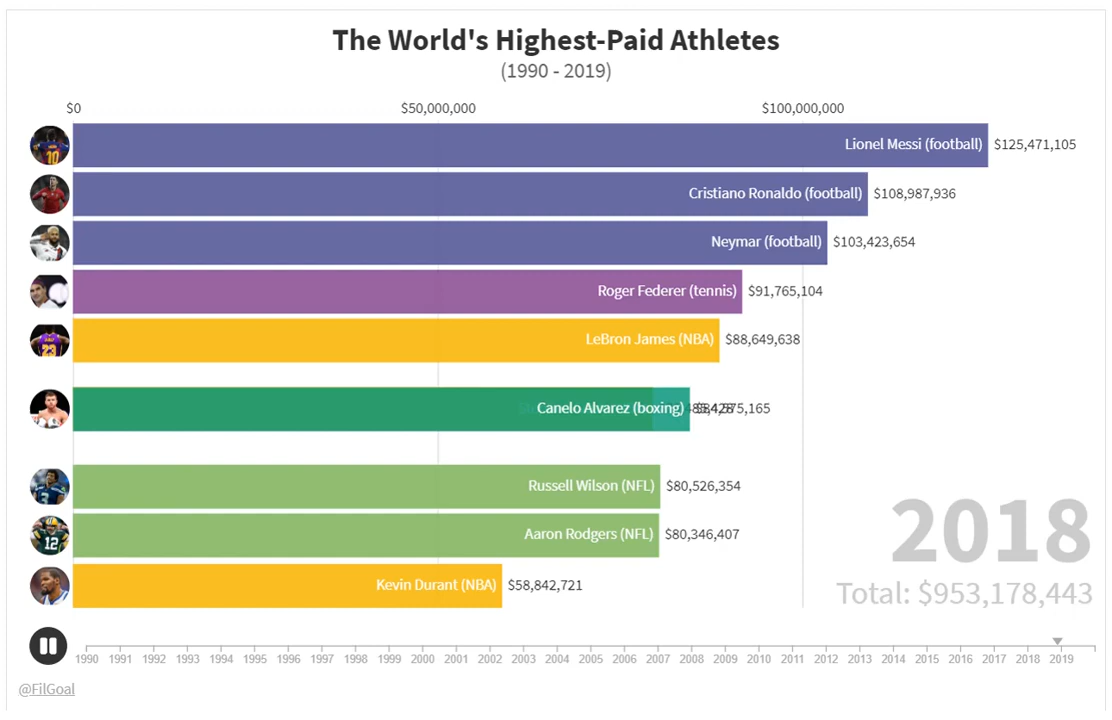 The World's Highest-Paid Athletes
(1990 - 2019)
$0 $50,000,000 $100,000,000
Lionel Messi (football) $125,471,105
Cristiano Ronaldo (football) $108,987,936
Neymar (football) $103,423,654
Roger Federer (tennis) $91,765,104
LeBron James (NBA) $88,649,638
Canelo Alvarez (boxing)
Russell Wilson (NFL) $80,526,354
Aaron Rodgers (NFL) $80,346,407
Kevin Durant (NBA) $58,842,721
2018
Total: $953,178,443
1990 1991 1992 1993 1994 1995 1996 1997 1998 1999 2000 2001 2002 2003 2004 2005 2006 2007 2008 2009 2010 2011 2012 2013 2014 2015 2016 2017 2018 2019
@FilGoal